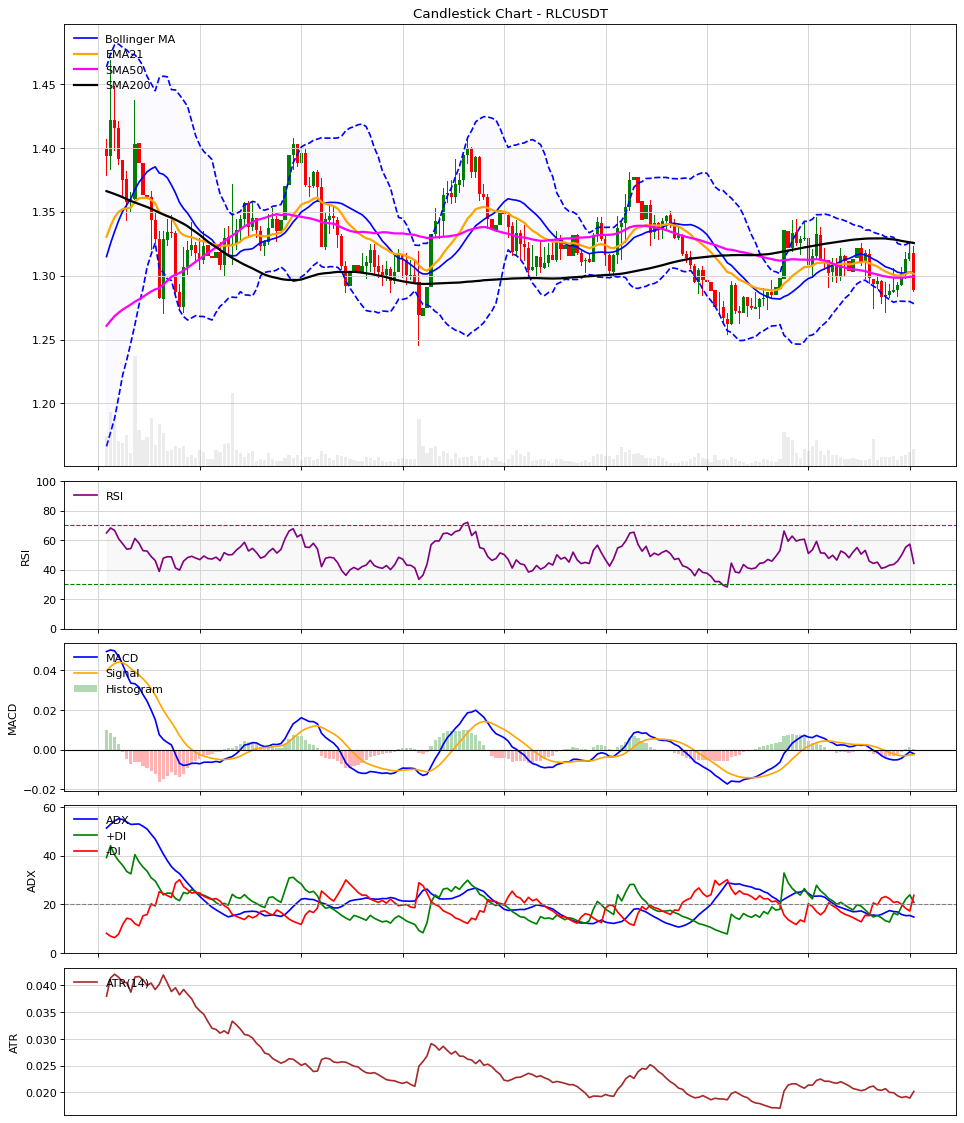 Candlestick Chart - RLCUSDT
Bollinger MA
EMA21
SMA50
SMA200
1.45
1.40
1.35
1.30
1.25
1.20
RSI
RSI
100
80
60
40
20
0
MACD
Signal
Histogram
MACD
0.04
0.02
0.00
−0.02
ADX
+DI
-DI
ADX
60
40
20
0
ATR(14)
ATR
0.040
0.035
0.030
0.025
0.020